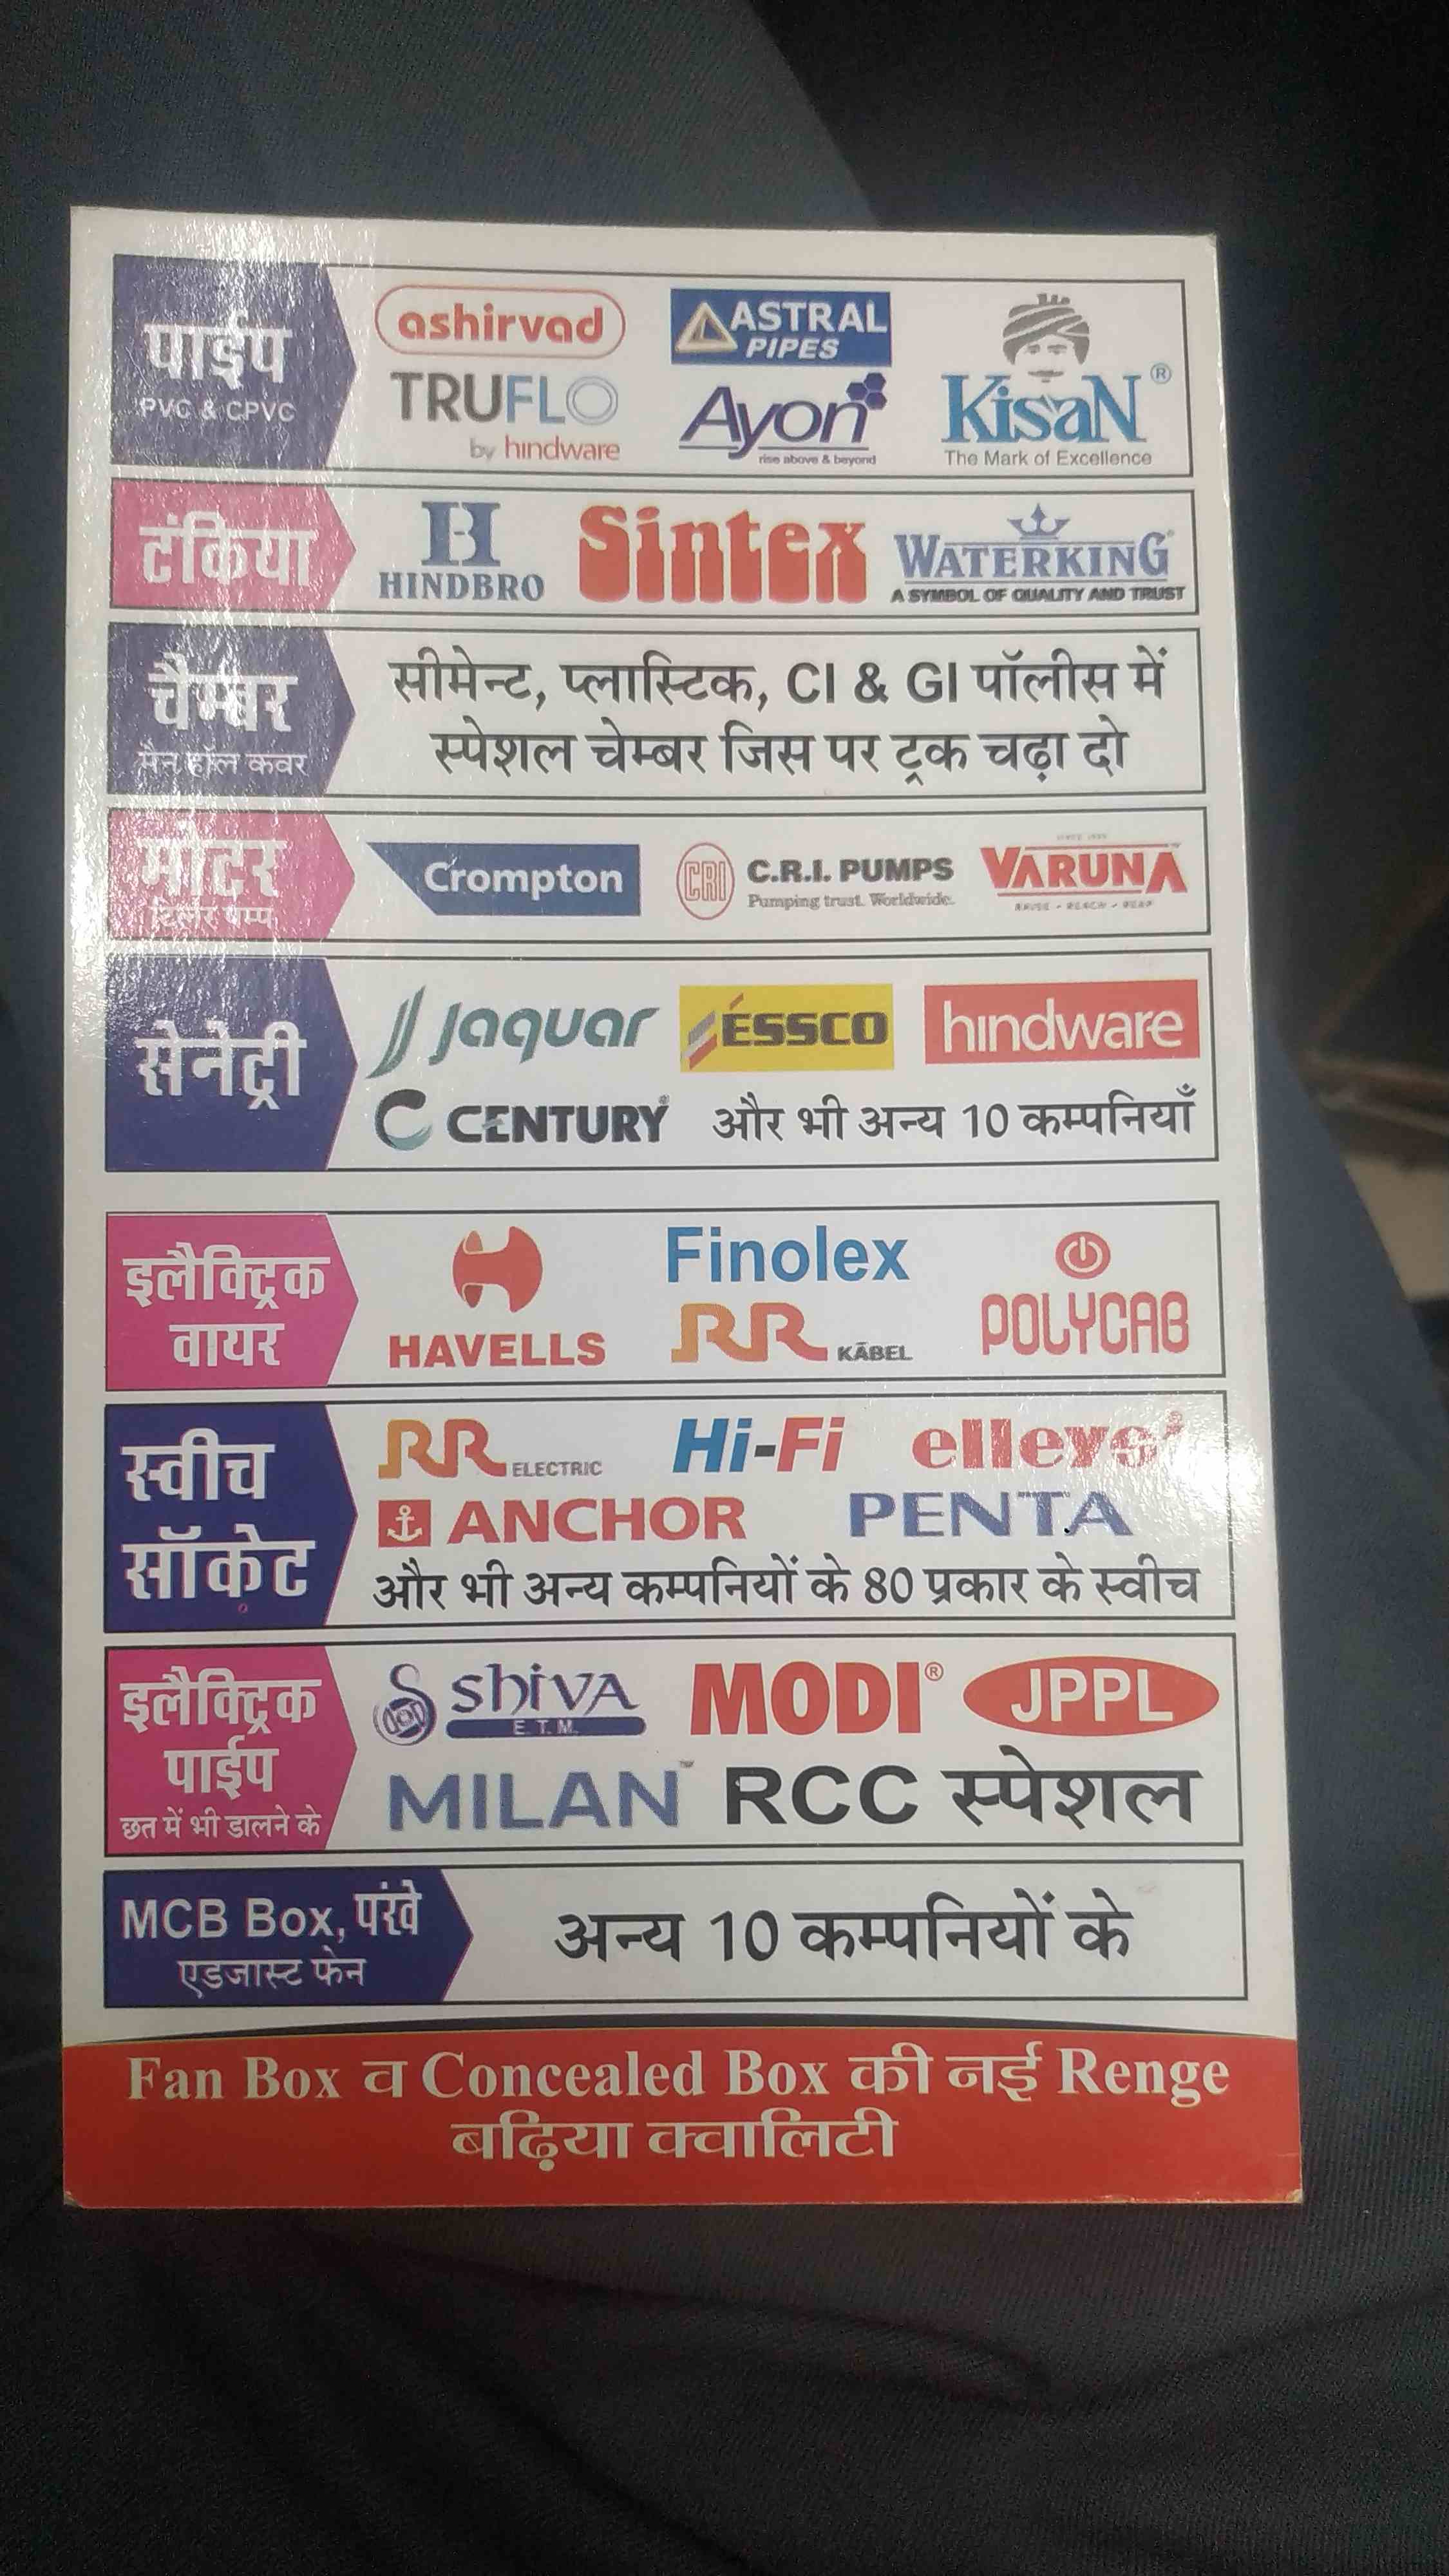 पाईप
PVC & CPVC
ashirvad
ASTRAL PIPES
TRUFLO
by hindware
Ayon
rise above & beyond
KisaN ®
The Mark of Excellence
टंकिया
HINDBRO
Sintex
WATERKING
A SYMBOL OF QUALITY AND TRUST
चैम्बर
मैन हॉल कवर
सीमेन्ट, प्लास्टिक, CI & GI पॉलीस में
स्पेशल चेम्बर जिस पर ट्रक चढ़ा दो
मोटर
पम्प
Crompton
CRI
C.R.I. PUMPS
Pumping trust. Worldwide.
VARUNA
सेनेट्री
Jaquar
ESSCO
hindware
CENTURY
और भी अन्य 10 कम्पनियाँ
इलैक्ट्रिक
वायर
HAVELLS
Finolex
RR KABEL
POLYCAB
स्वीच
सॉकेट
RR ELECTRIC
Hi-Fi
elleys
ANCHOR
PENTA
और भी अन्य कम्पनियों के 80 प्रकार के स्वीच
इलैक्ट्रिक
पाईप
छत में भी डालने के
shiva
E.T.M.
MODI®
JPPL
MILAN
RCC स्पेशल
MCB Box, पंखे
एडजास्ट फेन
अन्य 10 कम्पनियों के
Fan Box व Concealed Box की नई Renge
बढ़िया क्वालिटी